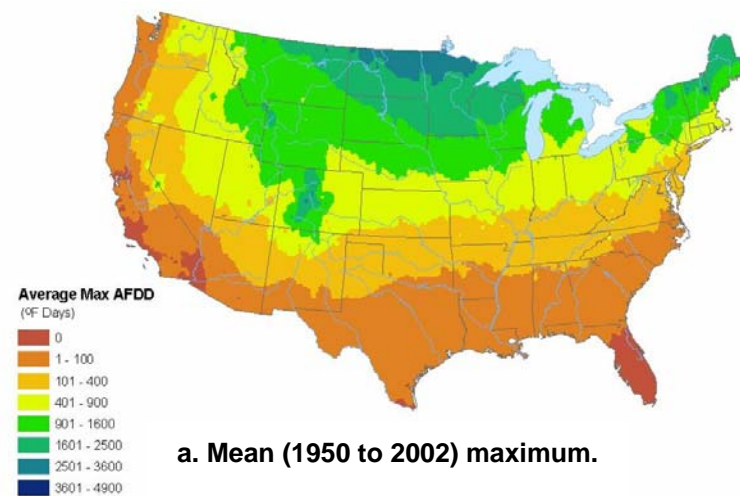 Average Max AFDD
(ºF Days)
0
1 - 100
101 - 400
401 - 900
901 - 1600
1601 - 2500
2501 - 3600
3601 - 4900
a. Mean (1950 to 2002) maximum.